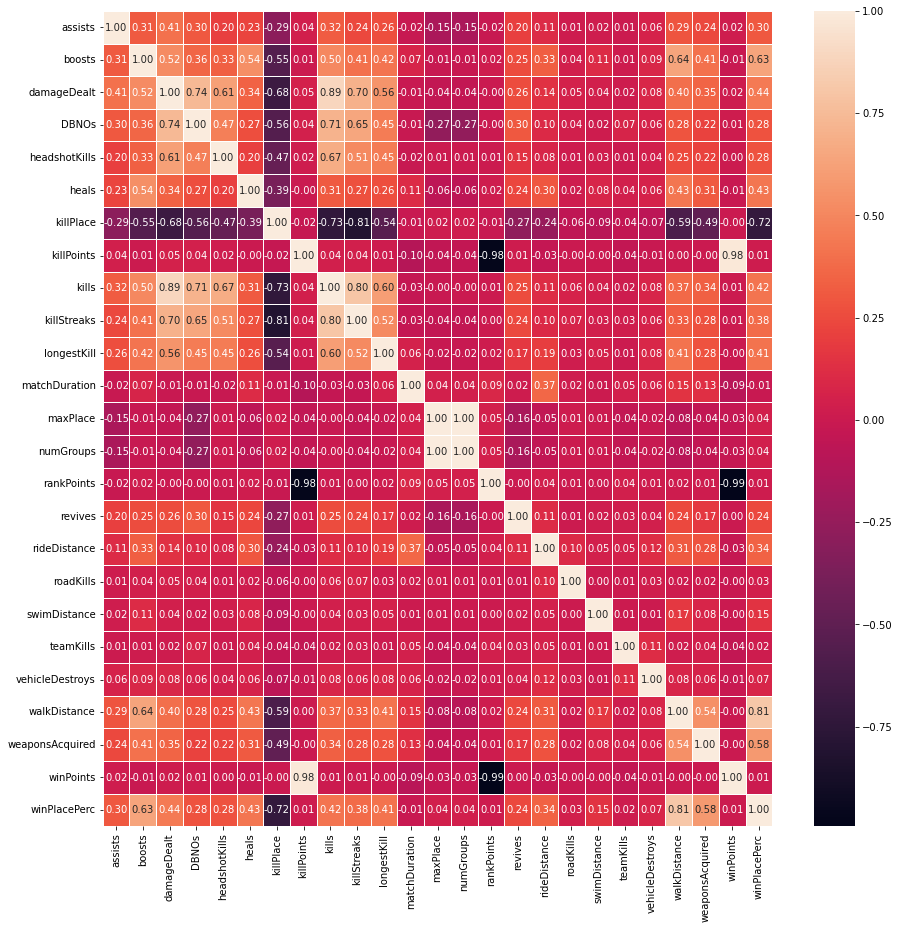 assists 1.00 0.31 0.41 0.30 0.20 0.23 -0.29 0.04 0.32 0.24 0.26 -0.02 -0.15 -0.15 -0.02 0.20 0.11 0.01 0.02 0.01 0.06 0.29 0.24 0.02 0.30
boosts 0.31 1.00 0.52 0.36 0.33 0.54 -0.55 0.01 0.50 0.41 0.42 0.07 -0.01 -0.01 0.02 0.25 0.33 0.04 0.11 0.01 0.09 0.64 0.41 -0.01 0.63
damageDealt 0.41 0.52 1.00 0.74 0.61 0.34 -0.68 0.05 0.89 0.70 0.56 -0.01 -0.04 -0.04 -0.00 0.26 0.14 0.05 0.04 0.02 0.08 0.40 0.35 0.02 0.44
DBNOs 0.30 0.36 0.74 1.00 0.47 0.27 -0.56 0.04 0.71 0.65 0.45 -0.01 -0.27 -0.27 -0.00 0.30 0.10 0.04 0.02 0.07 0.06 0.28 0.22 0.01 0.28
headshotKills 0.20 0.33 0.61 0.47 1.00 0.20 -0.47 0.02 0.67 0.51 0.45 -0.02 0.01 0.01 0.01 0.15 0.08 0.01 0.03 0.01 0.04 0.25 0.22 0.00 0.28
heals 0.23 0.54 0.34 0.27 0.20 1.00 -0.39 -0.00 0.31 0.27 0.26 0.11 -0.06 -0.06 0.02 0.24 0.30 0.02 0.08 0.04 0.06 0.43 0.31 -0.01 0.43
killPlace -0.29 -0.55 -0.68 -0.56 -0.47 -0.39 1.00 -0.02 -0.73 -0.81 -0.54 -0.01 0.02 0.02 -0.01 -0.27 -0.24 -0.06 -0.09 -0.04 -0.07 -0.59 -0.49 -0.00 -0.72
killPoints 0.04 0.01 0.05 0.04 0.02 -0.00 -0.02 1.00 0.04 0.04 0.01 -0.10 -0.04 -0.04 -0.98 0.01 -0.03 -0.00 -0.00 -0.04 -0.01 0.00 -0.00 0.98 0.01
kills 0.32 0.50 0.89 0.71 0.67 0.31 -0.73 0.04 1.00 0.80 0.60 -0.03 -0.00 -0.00 0.01 0.25 0.11 0.06 0.04 0.02 0.08 0.37 0.34 0.01 0.42
killStreaks 0.24 0.41 0.70 0.65 0.51 0.27 -0.81 0.04 0.80 1.00 0.52 -0.03 -0.04 -0.04 0.00 0.24 0.10 0.07 0.03 0.03 0.06 0.33 0.28 0.01 0.38
longestKill 0.26 0.42 0.56 0.45 0.45 0.26 -0.54 0.01 0.60 0.52 1.00 0.06 -0.02 -0.02 0.02 0.17 0.19 0.03 0.05 0.01 0.08 0.41 0.28 -0.00 0.41
matchDuration -0.02 0.07 -0.01 -0.01 -0.02 0.11 -0.01 -0.10 -0.03 -0.03 0.06 1.00 0.04 0.04 0.09 0.02 0.37 0.02 0.01 0.05 0.06 0.15 0.13 -0.09 -0.01
maxPlace -0.15 -0.01 -0.04 -0.27 0.01 -0.06 0.02 -0.04 -0.00 -0.04 -0.02 0.04 1.00 1.00 0.05 -0.16 -0.05 0.01 0.01 -0.04 -0.02 -0.08 -0.04 -0.03 0.04
numGroups -0.15 -0.01 -0.04 -0.27 0.01 -0.06 0.02 -0.04 -0.00 -0.04 -0.02 0.04 1.00 1.00 0.05 -0.16 -0.05 0.01 0.01 -0.04 -0.02 -0.08 -0.04 -0.03 0.04
rankPoints -0.02 0.02 -0.00 -0.00 0.01 0.02 -0.01 -0.98 0.01 0.00 0.02 0.09 0.05 0.05 1.00 -0.00 0.04 0.01 0.00 0.04 0.01 0.02 0.01 -0.99 0.01
revives 0.20 0.25 0.26 0.30 0.15 0.24 -0.27 0.01 0.25 0.24 0.17 0.02 -0.16 -0.16 -0.00 1.00 0.11 0.01 0.02 0.03 0.04 0.24 0.17 0.00 0.24
rideDistance 0.11 0.33 0.14 0.10 0.08 0.30 -0.24 -0.03 0.11 0.10 0.19 0.37 -0.05 -0.05 0.04 0.11 1.00 0.10 0.05 0.05 0.12 0.31 0.28 -0.03 0.34
roadKills 0.01 0.04 0.05 0.04 0.01 0.02 -0.06 -0.00 0.06 0.07 0.03 0.02 0.01 0.01 0.01 0.01 0.10 1.00 0.00 0.01 0.03 0.02 0.02 -0.00 0.03
swimDistance 0.02 0.11 0.04 0.02 0.03 0.08 -0.09 -0.00 0.04 0.03 0.05 0.01 0.01 0.01 0.00 0.02 0.05 0.00 1.00 0.01 0.01 0.17 0.08 -0.00 0.15
teamKills 0.01 0.01 0.02 0.07 0.01 0.04 -0.04 -0.04 0.02 0.03 0.01 0.05 -0.04 -0.04 0.04 0.03 0.05 0.01 0.01 1.00 0.11 0.02 0.04 -0.04 0.02
vehicleDestroys 0.06 0.09 0.08 0.06 0.04 0.06 -0.07 -0.01 0.08 0.06 0.08 0.06 -0.02 -0.02 0.01 0.04 0.12 0.03 0.01 0.11 1.00 0.08 0.06 -0.01 0.07
walkDistance 0.29 0.64 0.40 0.28 0.25 0.43 -0.59 0.00 0.37 0.33 0.41 0.15 -0.08 -0.08 0.02 0.24 0.31 0.02 0.17 0.02 0.08 1.00 0.54 -0.00 0.81
weaponsAcquired 0.24 0.41 0.35 0.22 0.22 0.31 -0.49 -0.00 0.34 0.28 0.28 0.13 -0.04 -0.04 0.01 0.17 0.28 0.02 0.08 0.04 0.06 0.54 1.00 -0.00 0.58
winPoints 0.02 -0.01 0.02 0.01 0.00 -0.01 -0.00 0.98 0.01 0.01 -0.00 -0.09 -0.03 -0.03 -0.99 0.00 -0.03 -0.00 -0.00 -0.04 -0.01 -0.00 -0.00 1.00 0.01
winPlacePerc 0.30 0.63 0.44 0.28 0.28 0.43 -0.72 0.01 0.42 0.38 0.41 -0.01 0.04 0.04 0.01 0.24 0.34 0.03 0.15 0.02 0.07 0.81 0.58 0.01 1.00
assists boosts damageDealt DBNOs headshotKills heals killPlace killPoints kills killStreaks longestKill matchDuration maxPlace numGroups rankPoints revives rideDistance roadKills swimDistance teamKills vehicleDestroys walkDistance weaponsAcquired winPoints winPlacePerc
1.00
0.75
0.50
0.25
0.00
-0.25
-0.50
-0.75